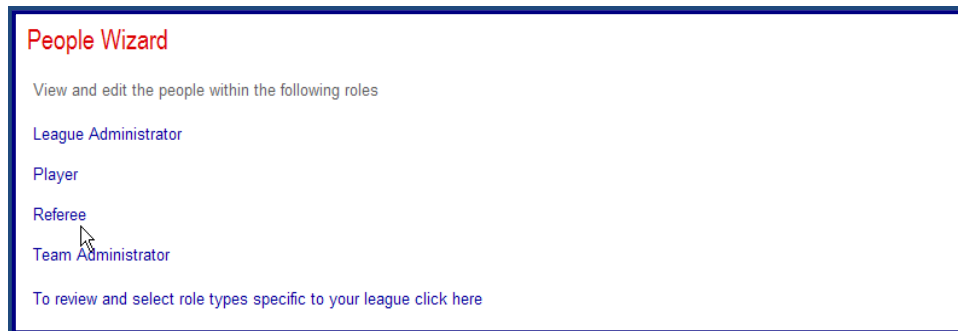 People Wizard
View and edit the people within the following roles
League Administrator
Player
Referee
Team Administrator
To review and select role types specific to your league click here